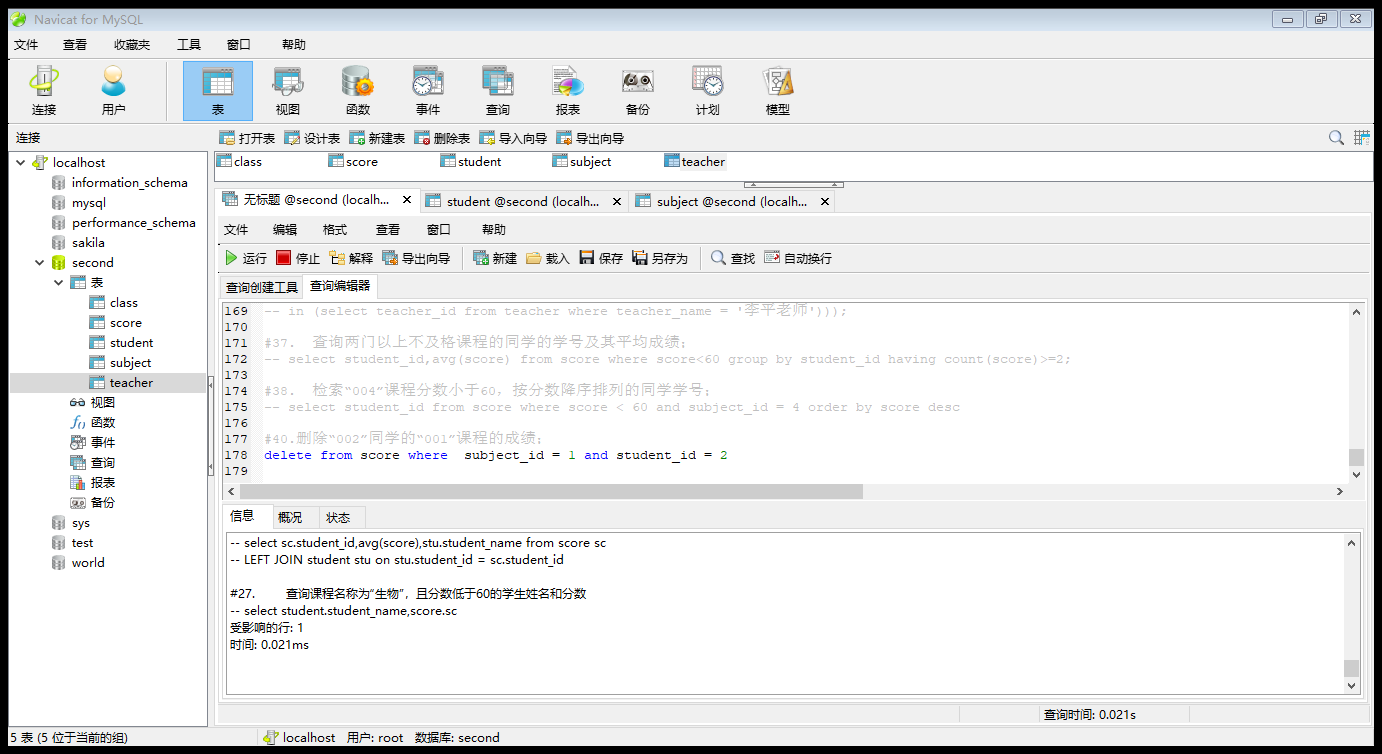 Navicat for MySQL
文件 查看 收藏夹 工具 窗口 帮助
连接 用户 表 视图 函数 事件 查询 报表 备份 计划 模型
连接
打开表 设计表 新建表 删除表 导入向导 导出向导
localhost
information_schema
mysql
performance_schema
sakila
second
表
class
score
student
subject
teacher
视图
函数
事件
查询
报表
备份
sys
test
world
class score student subject teacher
无标题 @second (localh... student @second (localh... subject @second (localh...
文件 编辑 格式 查看 窗口 帮助
运行 停止 解释 导出向导 新建 载入 保存 另存为 查找 自动换行
查询创建工具 查询编辑器
169 -- in (select teacher_id from teacher where teacher_name = '李平老师')));
170
171 #37. 查询两门以上不及格课程的同学的学号及其平均成绩;
172 -- select student_id,avg(score) from score where score<60 group by student_id having count(score)>=2;
173
174 #38. 检索“004”课程分数小于60，按分数降序排列的同学学号;
175 -- select student_id from score where score < 60 and subject_id = 4 order by score desc
176
177 #40.删除“002”同学的“001”课程的成绩;
178 delete from score where  subject_id = 1 and student_id = 2
179
信息 概况 状态
-- select sc.student_id,avg(score),stu.student_name from score sc
-- LEFT JOIN student stu on stu.student_id = sc.student_id
#27. 查询课程名称为“生物”，且分数低于60的学生姓名和分数
-- select student.student_name,score.sc
受影响的行: 1
时间: 0.021ms
查询时间: 0.021s
5 表 (5 位于当前的组) localhost 用户: root 数据库: second